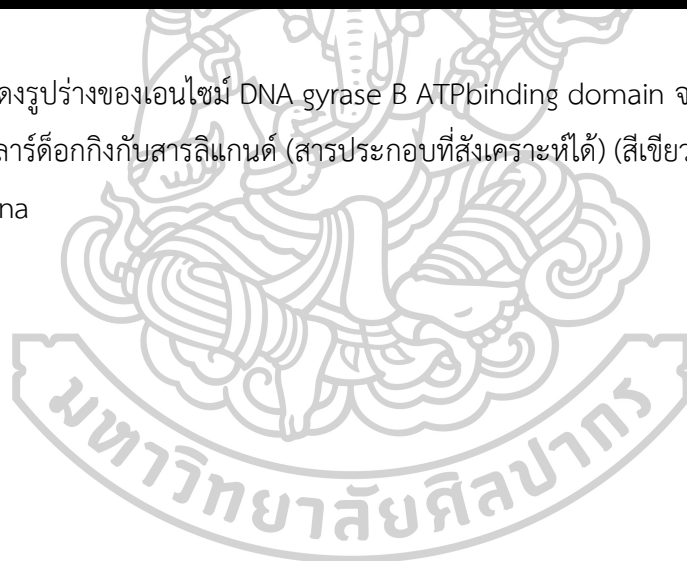 ดงรูปร่างของเอนไซม์ DNA gyrase B ATPbinding domain จ
ลาร์ด็อกกิงกับสารลิแกนด์ (สารประกอบที่สังเคราะห์ได้) (สีเขียว
na
มหาวิทยาลัยศิลปากร